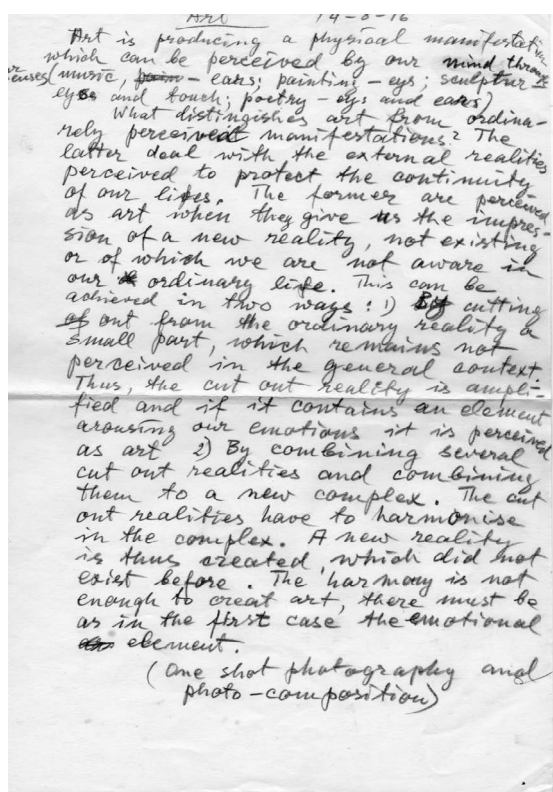 Art 14-8-16
Art is producing a physical manifestation
which can be perceived by our mind through
our senses (music, - ears; painting - eys; sculptur -
eyes and touch; poetry - eys and ears)
What distingishes art from ordina-
rely perceived manifestations? The
latter deal with the external realities
perceived to protect the continuity
of our lifes. The former are perceived
as art when they give us the impres-
sion of a new reality, not existing
or of which we are not aware in
our ordinary life. This can be
achieved in two ways: 1) By cutting
out from the ordinary reality a
small part, which remains not
perceived in the general context.
Thus, the cut out reality is ampli-
fied and if it contains an element
arousing our emotions it is perceived
as art 2) By combining several
cut out realities and combining
them to a new complex. The cut
out realities have to harmonise
in the complex. A new reality
is thus created, which did not
exist before. The harmony is not
enough to creat art, there must be
as in the first case the emotional
element.
(One shot photography and
photo-composition)